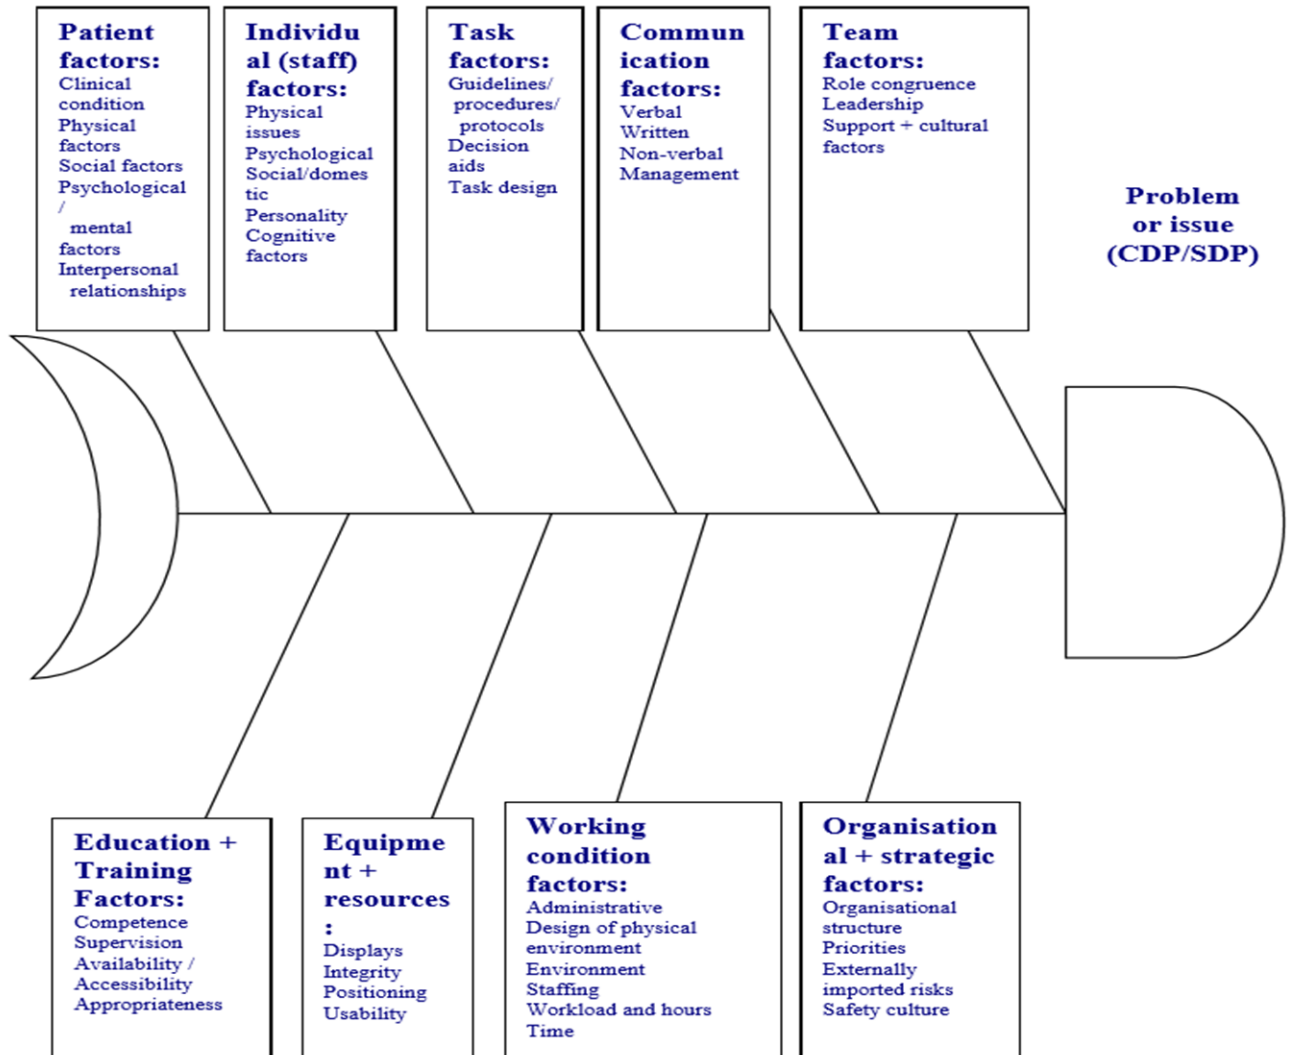 Patient
factors:
Clinical
condition
Physical
factors
Social factors
Psychological
/
mental
factors
Interpersonal
relationships
Individu
al (staff)
factors:
Physical
issues
Psychological
Social/domes
tic
Personality
Cognitive
factors
Task
factors:
Guidelines/
procedures/
protocols
Decision
aids
Task design
Commun
ication
factors:
Verbal
Written
Non-verbal
Management
Team
factors:
Role congruence
Leadership
Support + cultural
factors
Problem
or issue
(CDP/SDP)
Education +
Training
Factors:
Competence
Supervision
Availability /
Accessibility
Appropriateness
Equipme
nt +
resources
:
Displays
Integrity
Positioning
Usability
Working
condition
factors:
Administrative
Design of physical
environment
Environment
Staffing
Workload and hours
Time
Organisation
al + strategic
factors:
Organisational
structure
Priorities
Externally
imported risks
Safety culture